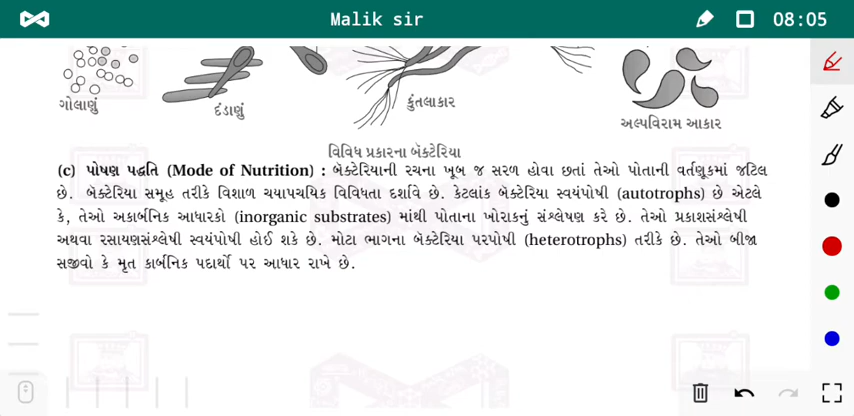 Malik sir
08:05
ગોલાણું
દંડાણું
કુંતલાકાર
અલ્પવિરામ આકાર
વિવિધ પ્રકારના બૅક્ટેરિયા
(c) પોષણ પદ્ધતિ (Mode of Nutrition) : બૅક્ટેરિયાની રચના ખૂબ જ સરળ હોવા છતાં તેઓ પોતાની વર્તણૂકમાં જટિલ
છે. બૅક્ટેરિયા સમૂહ તરીકે વિશાળ ચયાપચયિક વિવિધતા દર્શાવે છે. કેટલાંક બૅક્ટેરિયા સ્વયંપોષી (autotrophs) છે એટલે
કે, તેઓ અકાર્બનિક આધારકો (inorganic substrates) માંથી પોતાના ખોરાકનું સંશ્લેષણ કરે છે. તેઓ પ્રકાશસંશ્લેષી
અથવા રસાયણસંશ્લેષી સ્વયંપોષી હોઈ શકે છે. મોટા ભાગના બૅક્ટેરિયા પરપોષી (heterotrophs) તરીકે છે. તેઓ બીજા
સજીવો કે મૃત કાર્બનિક પદાર્થો પર આધાર રાખે છે.